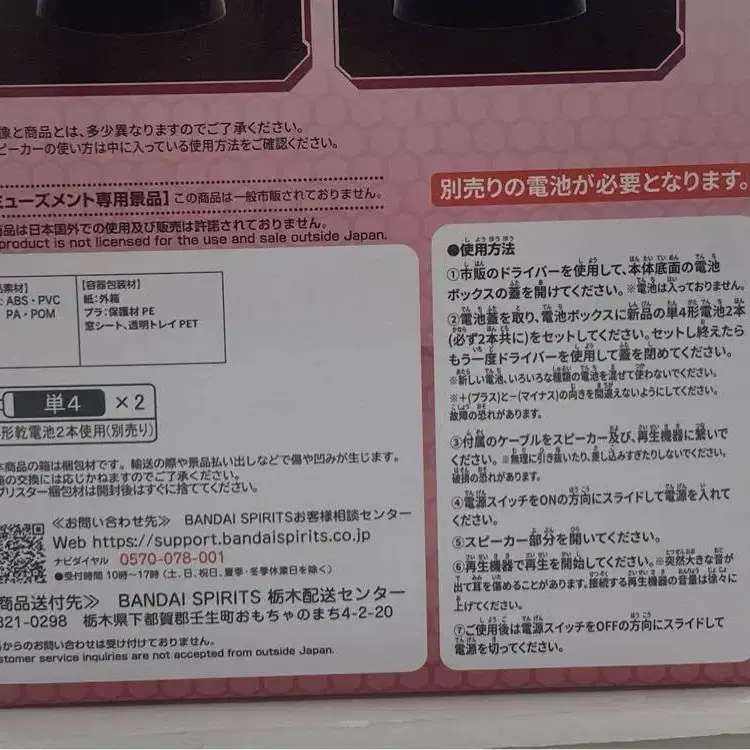 像と商品とは、多少異なりますのでご了承ください。
ピーカーの使い方は中に入っている使用方法をご確認ください。
ミューズメント専用景品】この商品は一般市販されておりません。
商品は日本国外での使用及び販売は許諾されておりません。
product is not licensed for the use and sale outside Japan.
品素材】
: ABS・PVC
PA・POM
【容器包装材】
紙:外箱
プラ:保護材 PE
窓シート、透明トレイ PET
単4 ×2
形乾電池2本使用(別売り)
本商品の箱は梱包材です。輸送の際や景品払い出しなどで傷や凹みが生じます。
箱の交換には応じかねますのでご了承ください。
ブリスター梱包材は開封後はすぐに捨ててください。
≪お問い合わせ先≫ BANDAI SPIRITSお客様相談センター
Web https://support.bandaispirits.co.jp
ナビダイヤル 0570-078-001
●受付時間 10時~17時(土、日、祝日、夏季・冬季休業日を除く)
商品送付先≫ BANDAI SPIRITS 栃木配送センター
321-0298 栃木県下都賀郡壬生町おもちゃのまち4-2-20
からのお問い合わせは受け付けておりません。
stomer service inquiries are not accepted from outside Japan.
別売りの電池が必要となります。
●使用方法
①市販のドライバーを使用して、本体底面の電池
ボックスの蓋を開けてください。※電池は入っておりません。
②電池蓋を取り、電池ボックスに新品の単4形電池2本
(必ず2本共に)をセットしてください。セットし終えたら
もう一度ドライバーを使用して蓋を閉めてください。
※新しい電池、いろいろな種類の電池を混ぜて使わないでください。
※+(プラス)と-(マイナス)の向きを間違えないようにしてください。
故障の恐れがあります。
③付属のケーブルをスピーカー及び、再生機器に繋いで
ください。※無理に引き抜いたり、差し込みすぎたりしないでください。
破損の恐れがあります。
④電源スイッチをONの方向にスライドして電源を入れて
ください。
⑤スピーカー部分を開いてください。
⑥再生機器で再生を開始してください。※突然大きな音が
出て耳を傷めることがあります。接続する再生機器の音量は徐々に
上げてください。
⑦ご使用後は電源スイッチをOFFの方向にスライドして
電源を切ってください。